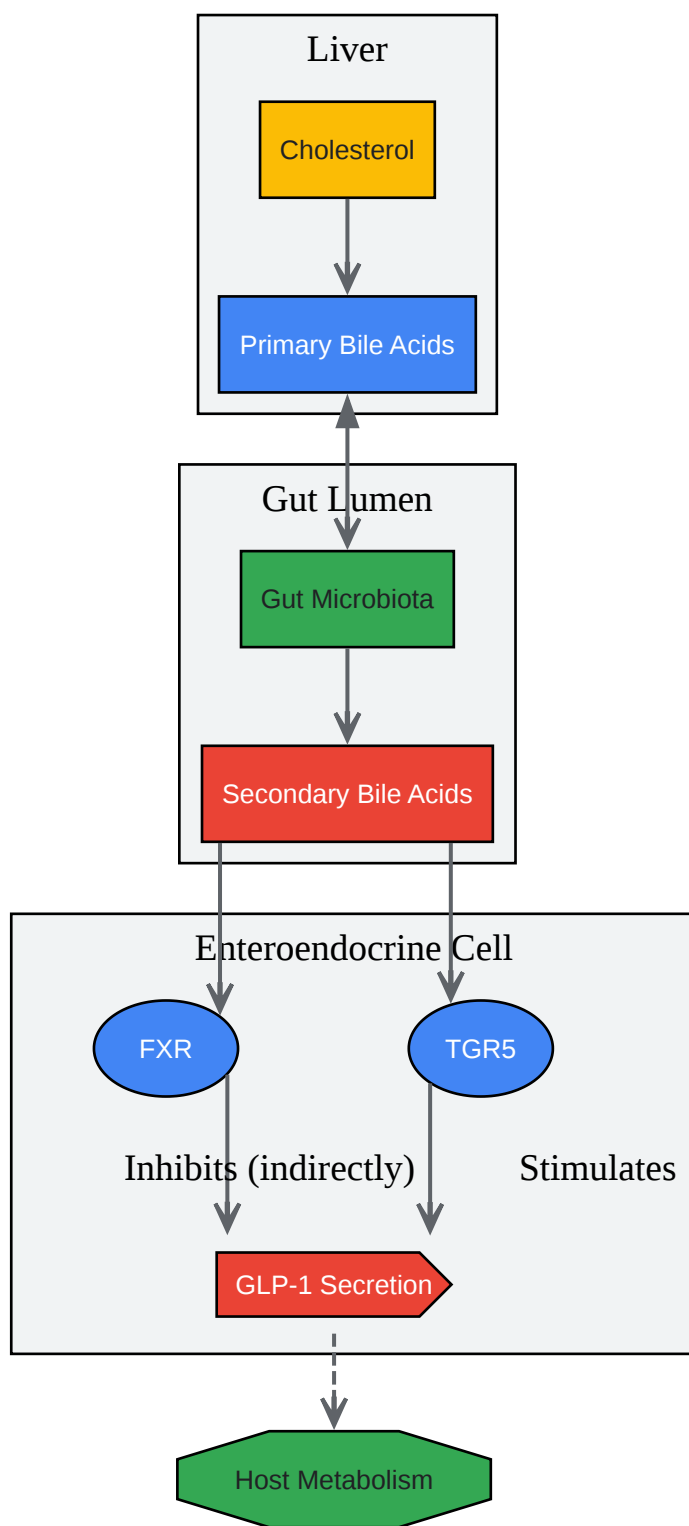 Liver
Cholesterol
Primary Bile Acids
Gut Lumen
Gut Microbiota
Secondary Bile Acids
Enteroendocrine Cell
FXR
TGR5
Inhibits (indirectly)
Stimulates
GLP-1 Secretion
Host Metabolism